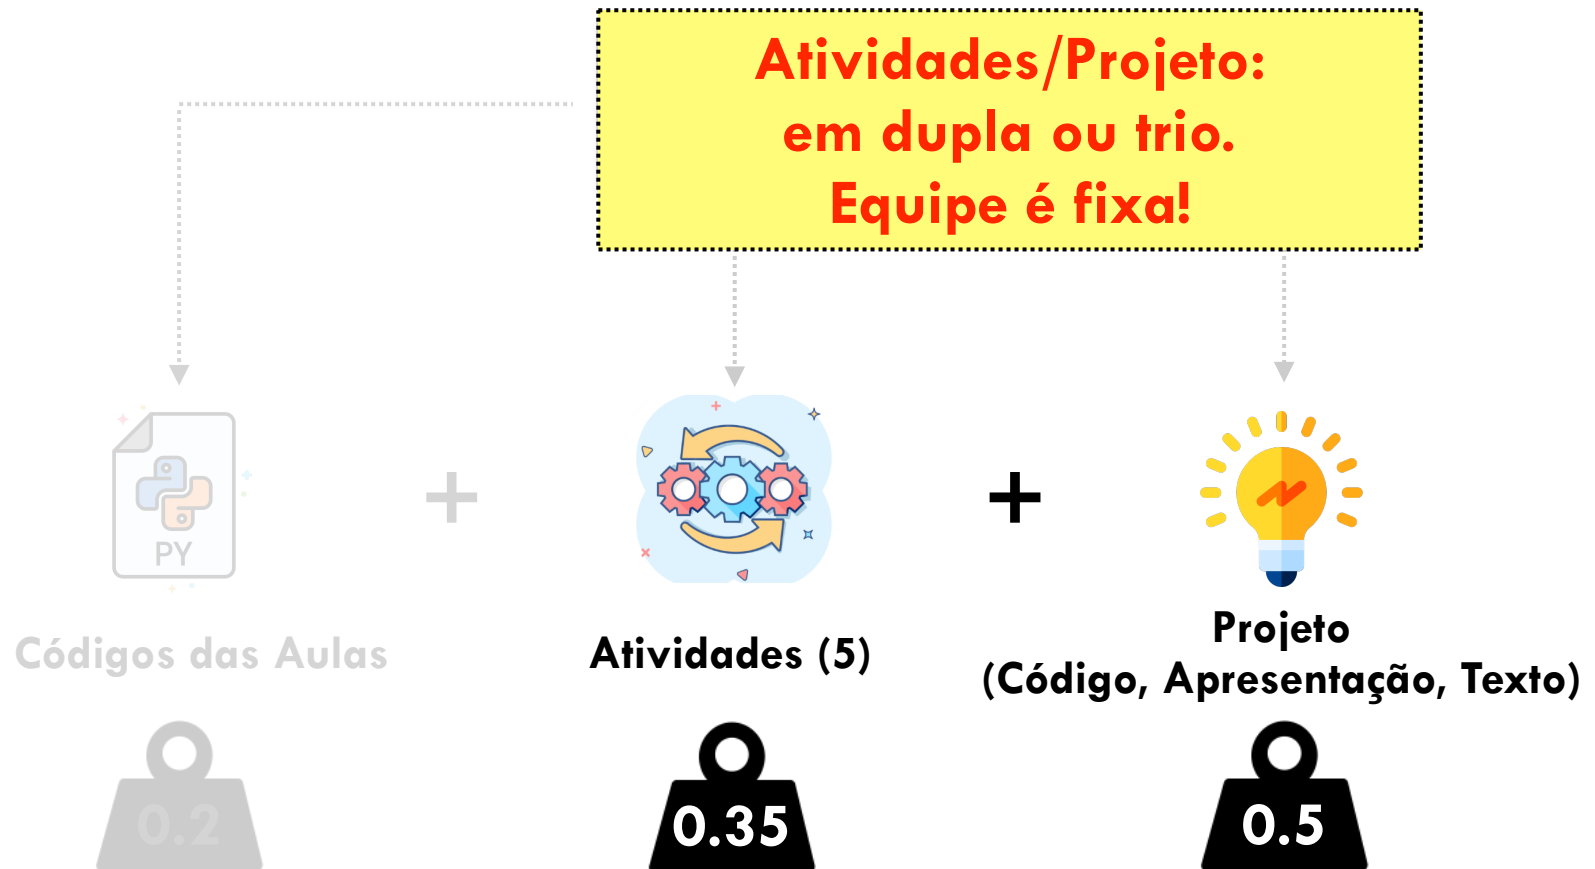 Atividades/Projeto:
em dupla ou trio.
Equipe é fixa!
PY
+
+
Códigos das Aulas
Atividades (5)
Projeto
(Código, Apresentação, Texto)
0.2
0.35
0.5